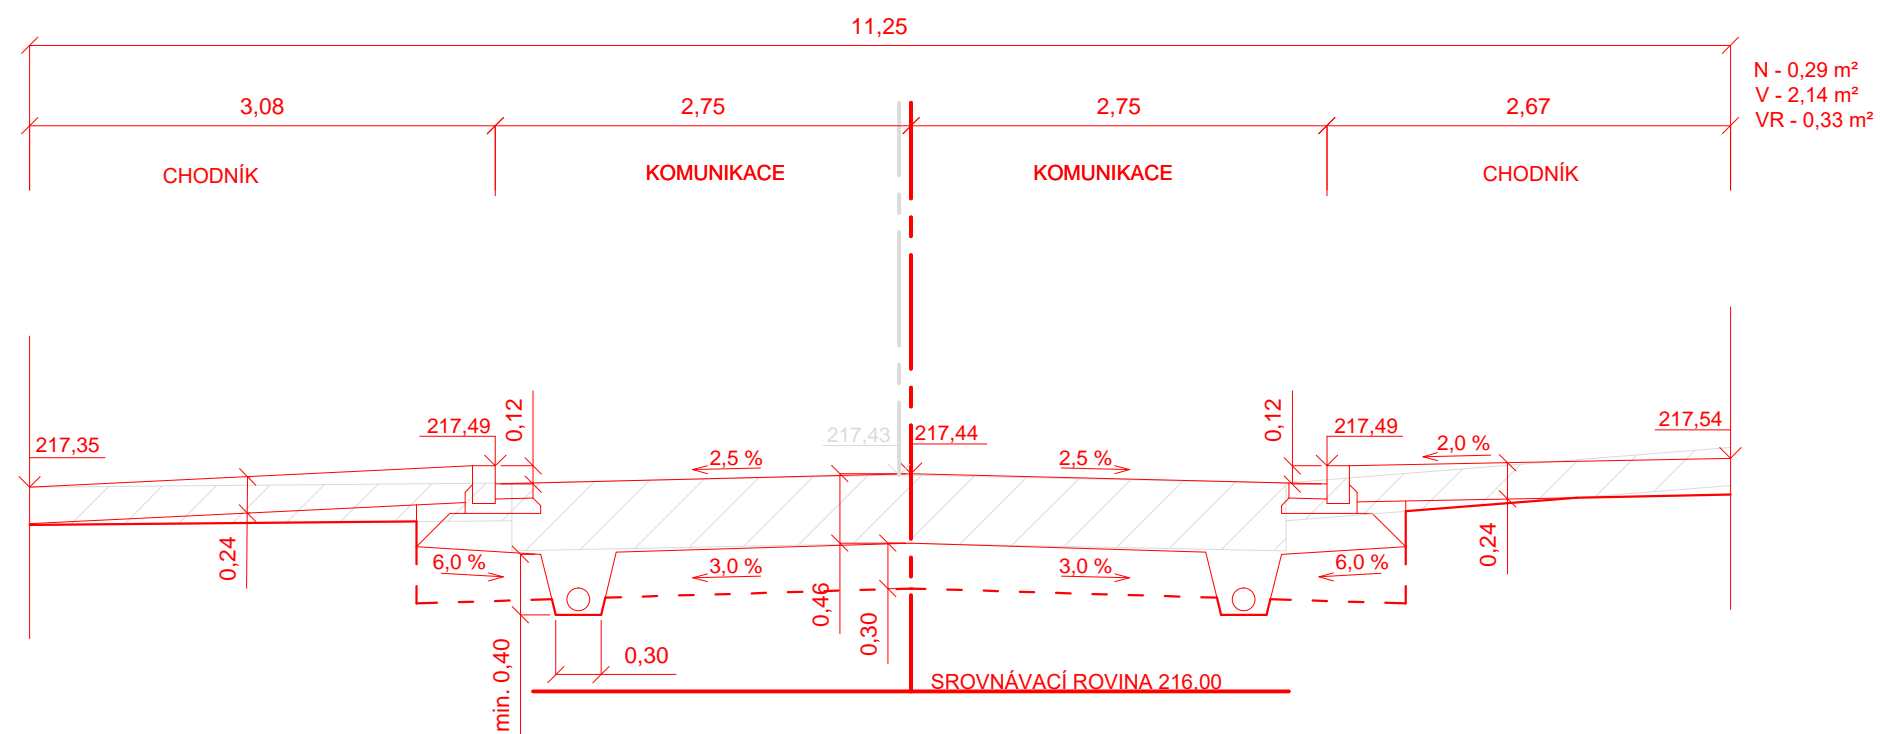 11,25
N - 0,29 m²
V - 2,14 m²
VR - 0,33 m²
3,08
2,75
2,75
2,67
CHODNÍK
KOMUNIKACE
KOMUNIKACE
CHODNÍK
217,35
217,49
0,12
217,43
217,44
0,12
217,49
217,54
2,5 %
2,5 %
2,0 %
0,24
6,0 %
3,0 %
0,46
0,30
3,0 %
6,0 %
0,24
min. 0,40
0,30
SROVNÁVACÍ ROVINA 216,00